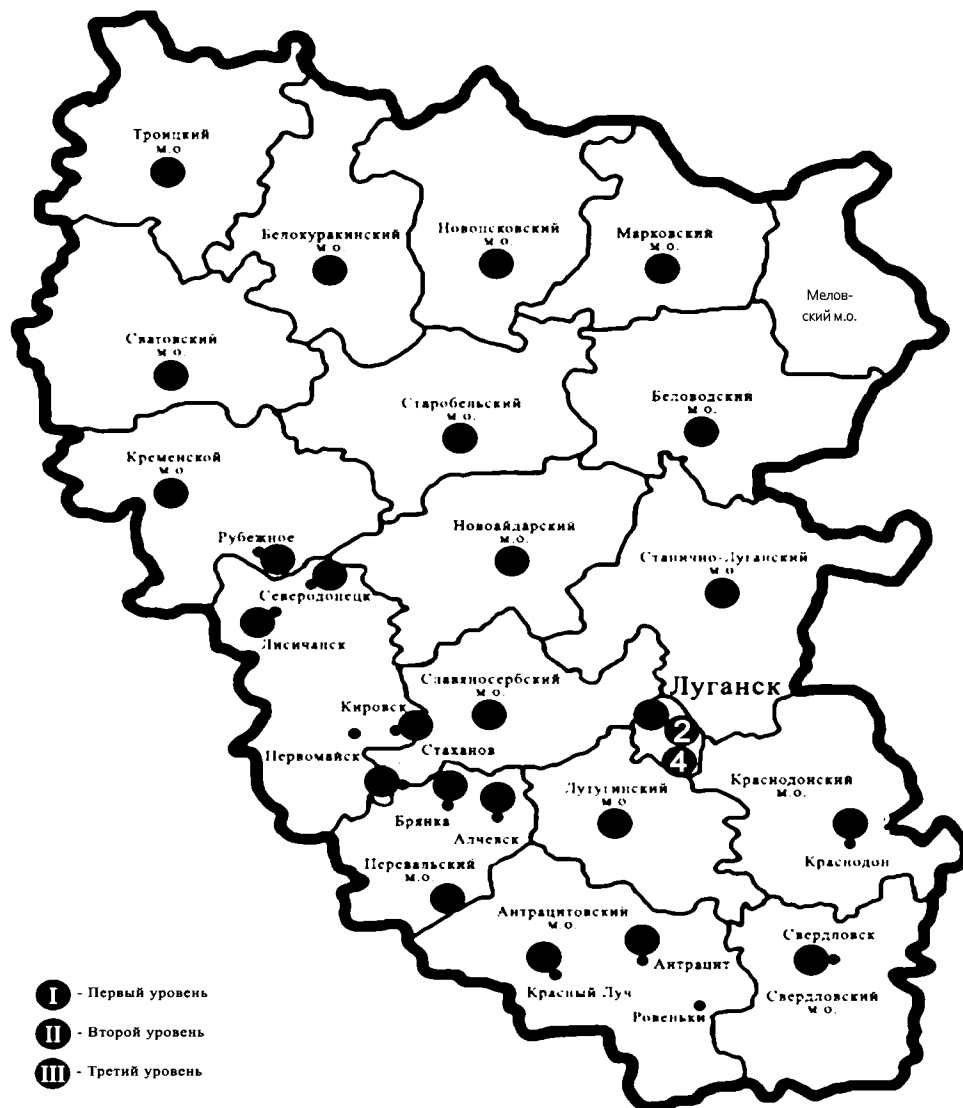 Троицкий
м.о
Белокуракинский
м о
Новопсковский
м.о.
Марковский
м.о.
Мелов-
ский м.о.
Сватовский
м.о.
Старобельский
м о.
Беловодский
м.о.
Кременской
м о
Новоайдарский
м.о.
Рубежное
Станично-Луганский
м о
Северодонецк
Лисичанск
Славяносербский
м о.
Луганск
Кировск
2
Стаханов
4
Первомайск
Краснодонский
м.о.
Лутугинский
м о
Брянка
Алчевск
Краснодон
Перевальский
м.о.
Антрацитовский
м.о.
Свердловск
Антрацит
Красный Луч
Ровеньки
Свердловский
м.о.
I - Первый уровень
II - Второй уровень
III - Третий уровень